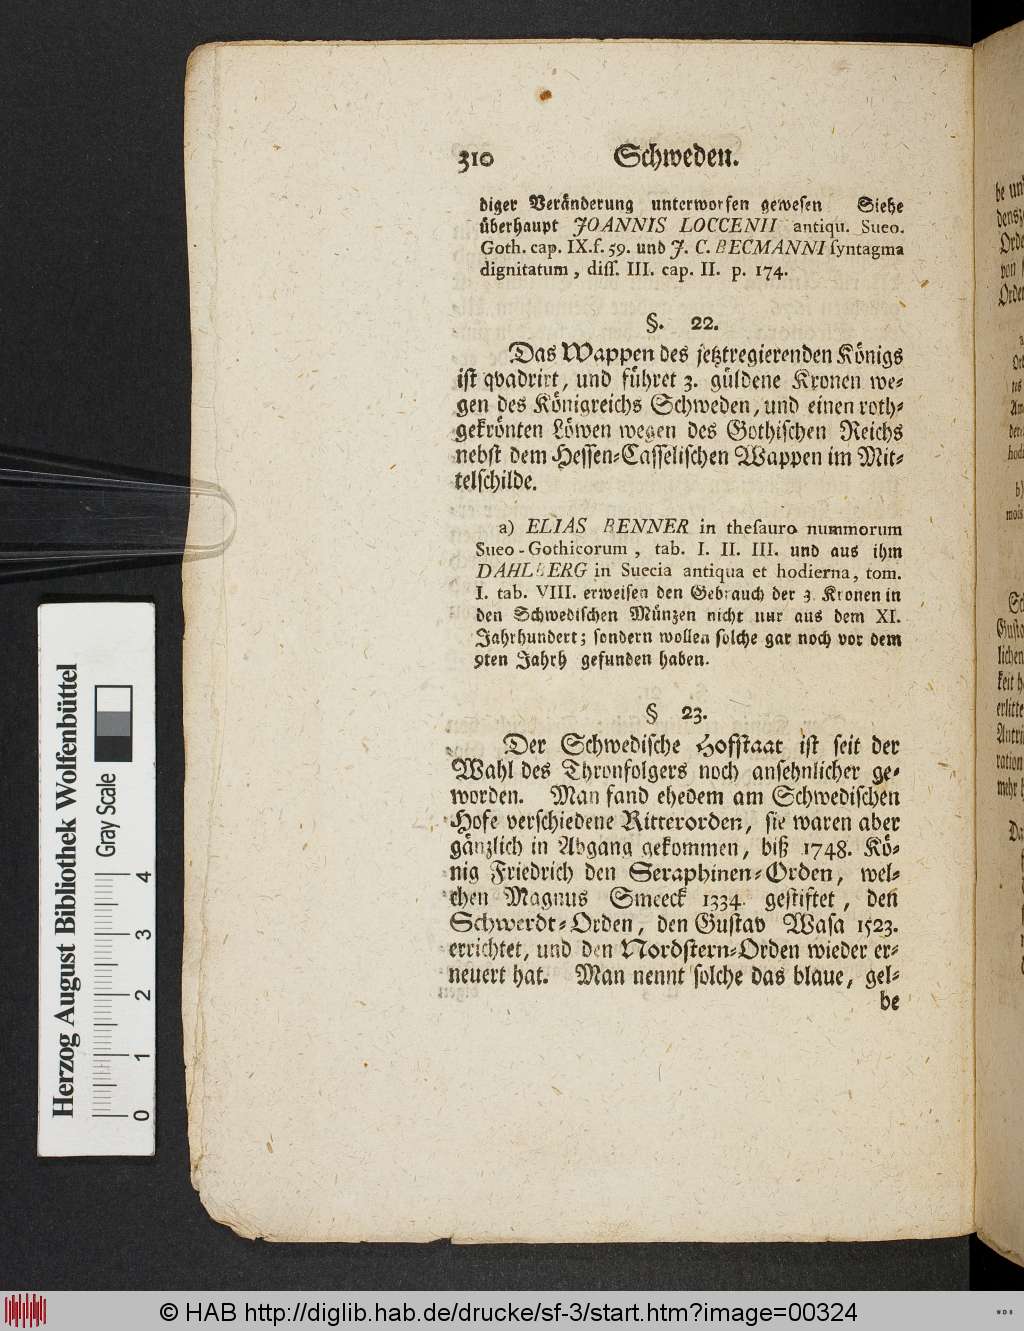 310 Schweden.
diger Veränderung unterworfen gewesen Siehe
überhaupt JOANNIS LOCCENII antiqu. Sueo.
Goth. cap. IX. f. 59. und J. C. BECMANNI syntagma
dignitatum, diss. III. cap. II. p. 174.
§. 22.
Das Wappen des jetztregierenden Königs
ist qvadrirt, und führet 3. güldene Kronen we-
gen des Königreichs Schweden, und einen roth-
gekrönten Löwen wegen des Gothischen Reichs
nebst dem Hessen-Casselischen Wappen im Mit-
telschilde.
a) ELIAS BENNER in thesauro nummorum
Sueo-Gothicorum, tab. I. II. III. und aus ihm
DAHLBERG in Suecia antiqua et hodierna, tom.
I. tab. VIII. erweisen den Gebrauch der 3 Kronen in
den Schwedischen Münzen nicht nur aus dem XI.
Jahrhundert; sondern wollen solche gar noch vor dem
9ten Jahrh gefunden haben.
§ 23.
Der Schwedische Hofstaat ist seit der
Wahl des Thronfolgers noch ansehnlicher ge-
worden. Man fand ehedem am Schwedischen
Hofe verschiedene Ritterorden, sie waren aber
gänzlich in Abgang gekommen, biß 1748. Kö-
nig Friedrich den Seraphinen-Orden, wel-
chen Magnus Smeeck 1334. gestiftet, den
Schwerdt-Orden, den Gustav Wasa 1523.
errichtet, und den Nordstern-Orden wieder er-
neuert hat. Man nennt solche das blaue, gel-
be
Herzog August Bibliothek Wolfenbüttel
Gray Scale
0 1 2 3 4
© HAB http://diglib.hab.de/drucke/sf-3/start.htm?image=00324